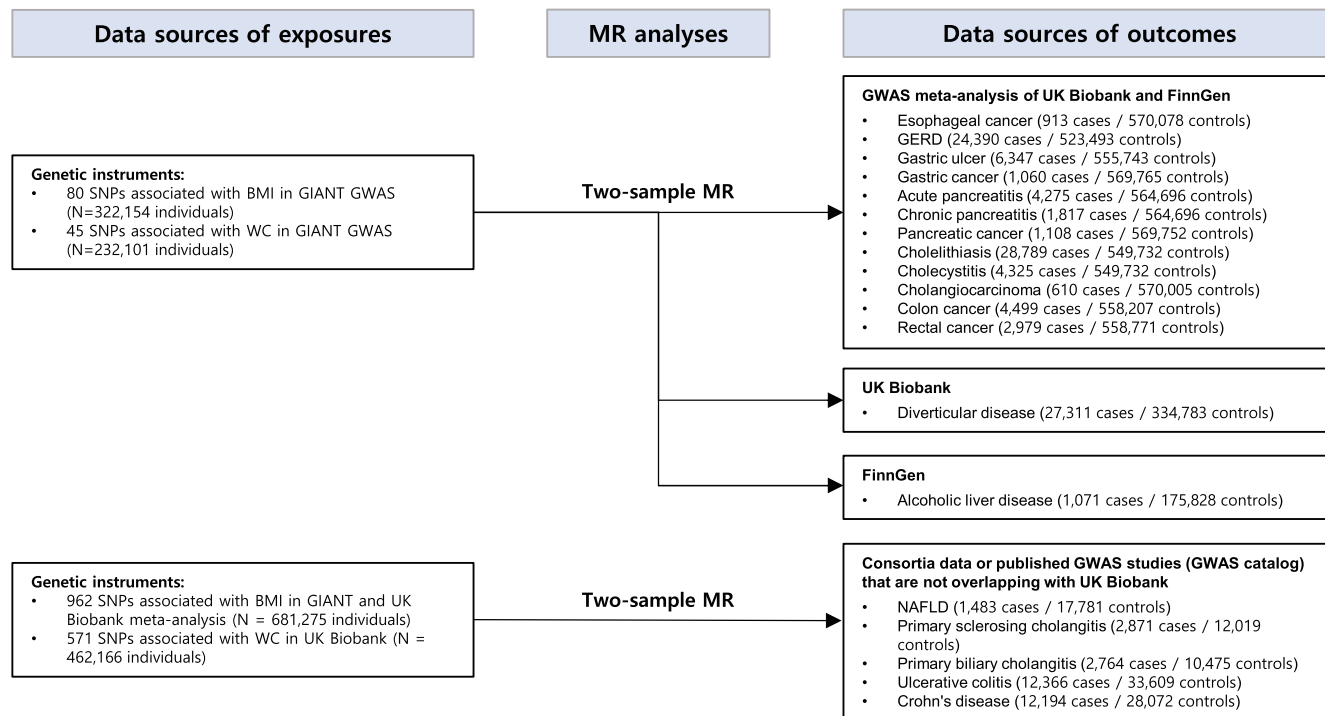 Data sources of exposures
MR analyses
Data sources of outcomes
Genetic instruments:
• 80 SNPs associated with BMI in GIANT GWAS
(N=322,154 individuals)
• 45 SNPs associated with WC in GIANT GWAS
(N=232,101 individuals)
Two-sample MR
GWAS meta-analysis of UK Biobank and FinnGen
• Esophageal cancer (913 cases / 570,078 controls)
• GERD (24,390 cases / 523,493 controls)
• Gastric ulcer (6,347 cases / 555,743 controls)
• Gastric cancer (1,060 cases / 569,765 controls)
• Acute pancreatitis (4,275 cases / 564,696 controls)
• Chronic pancreatitis (1,817 cases / 564,696 controls)
• Pancreatic cancer (1,108 cases / 569,752 controls)
• Cholelithiasis (28,789 cases / 549,732 controls)
• Cholecystitis (4,325 cases / 549,732 controls)
• Cholangiocarcinoma (610 cases / 570,005 controls)
• Colon cancer (4,499 cases / 558,207 controls)
• Rectal cancer (2,979 cases / 558,771 controls)
UK Biobank
• Diverticular disease (27,311 cases / 334,783 controls)
FinnGen
• Alcoholic liver disease (1,071 cases / 175,828 controls)
Genetic instruments:
• 962 SNPs associated with BMI in GIANT and UK
Biobank meta-analysis (N = 681,275 individuals)
• 571 SNPs associated with WC in UK Biobank (N =
462,166 individuals)
Two-sample MR
Consortia data or published GWAS studies (GWAS catalog)
that are not overlapping with UK Biobank
• NAFLD (1,483 cases / 17,781 controls)
• Primary sclerosing cholangitis (2,871 cases / 12,019
controls)
• Primary biliary cholangitis (2,764 cases / 10,475 controls)
• Ulcerative colitis (12,366 cases / 33,609 controls)
• Crohn's disease (12,194 cases / 28,072 controls)